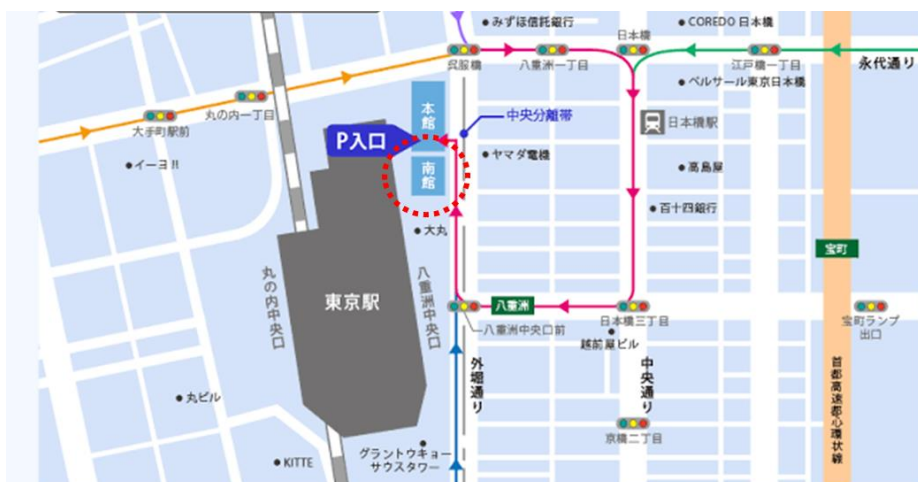 みずほ信託銀行
COREDO 日本橋
日本橋
呉服橋
八重洲一丁目
江戸橋一丁目
永代通り
ベルサール東京日本橋
丸の内一丁目
大手町駅前
本館
中央分離帯
日本橋駅
P入口
イーヨ!!
ヤマダ電機
高島屋
南館
百十四銀行
大丸
宝町
丸の内中央口
東京駅
八重洲中央口
八重洲
日本橋三丁目
宝町ランプ
出口
八重洲中央口前
越前屋ビル
外堀通り
中央通り
首都高速都心環状線
丸ビル
京橋二丁目
グラントウキョー
サウスタワー
KITTE